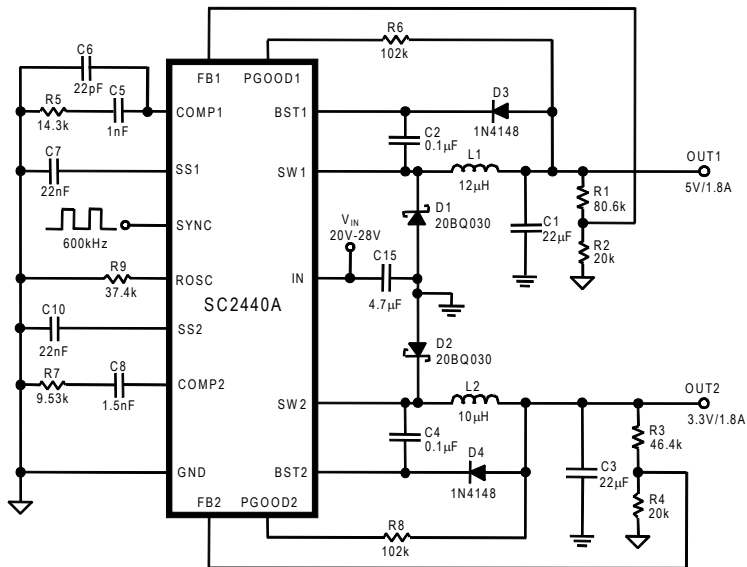 R6
102k
C6
22pF
FB1
PGOOD1
R5
14.3k
C5
1nF
COMP1
BST1
D3
1N4148
C2
0.1µF
C7
22nF
SS1
SW1
L1
12µH
OUT1
5V/1.8A
R1
80.6k
SYNC
600kHz
D1
20BQ030
C1
22µF
R2
20k
VIN
20V-28V
C15
4.7µF
R9
37.4k
ROSC
IN
SC2440A
C10
22nF
SS2
D2
20BQ030
R7
9.53k
C8
1.5nF
COMP2
SW2
L2
10µH
OUT2
3.3V/1.8A
C4
0.1µF
D4
1N4148
R3
46.4k
GND
BST2
C3
22µF
R4
20k
FB2
PGOOD2
R8
102k